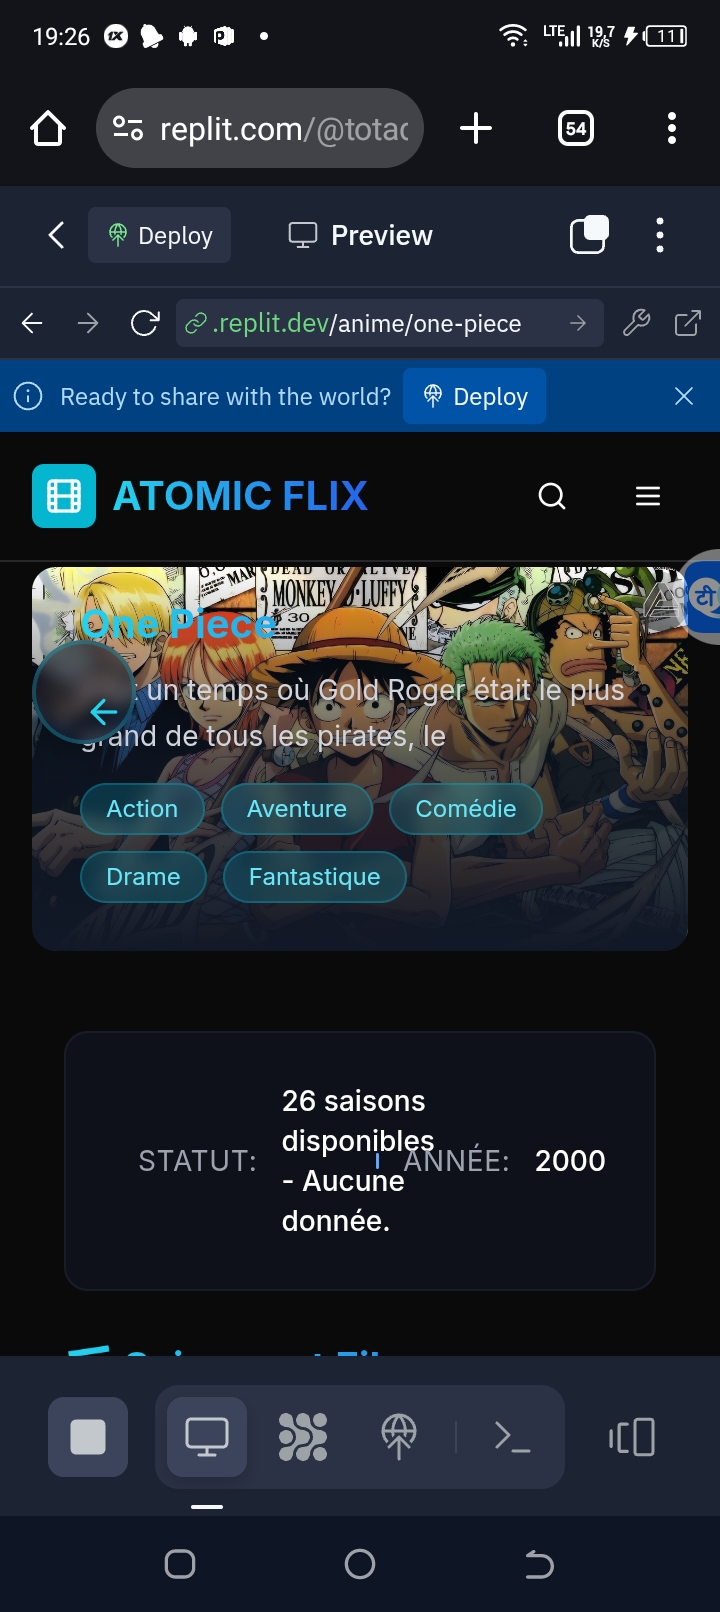 19:26
1X
LTE
19,7
K/S
11
replit.com/@totac
54
Deploy
Preview
.replit.dev/anime/one-piece
Ready to share with the world?
Deploy
ATOMIC FLIX
DEAD OR ALIVE
MONKEY·D·LUFFY
टी
One Piece
un temps où Gold Roger était le plus
grand de tous les pirates, le
Action
Aventure
Comédie
Drame
Fantastique
STATUT:
26 saisons
disponibles
- Aucune
donnée.
ANNÉE:
2000